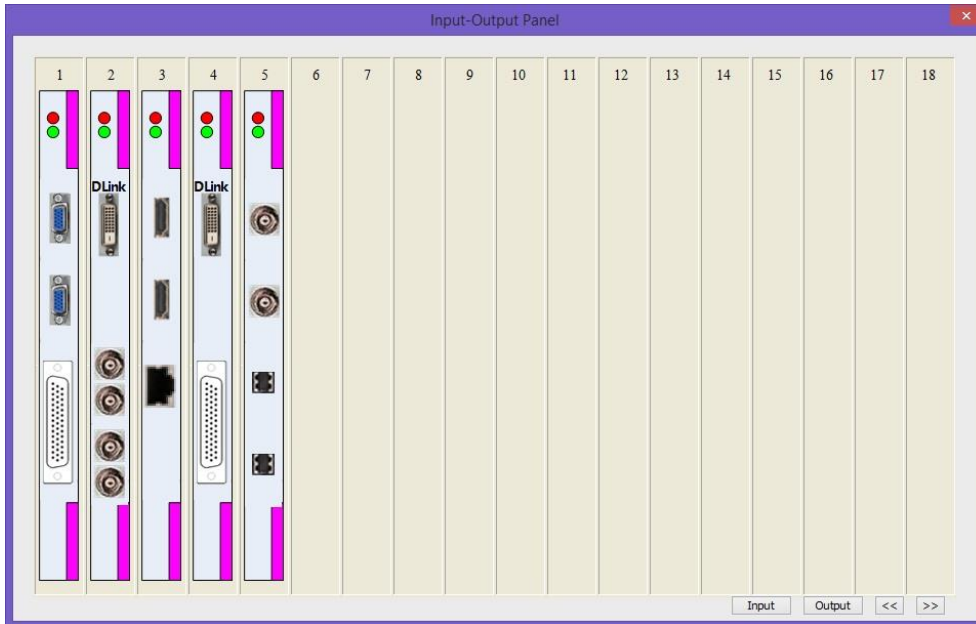 Input-Output Panel
1 2 3 4 5 6 7 8 9 10 11 12 13 14 15 16 17 18
DLink DLink
Input Output << >>